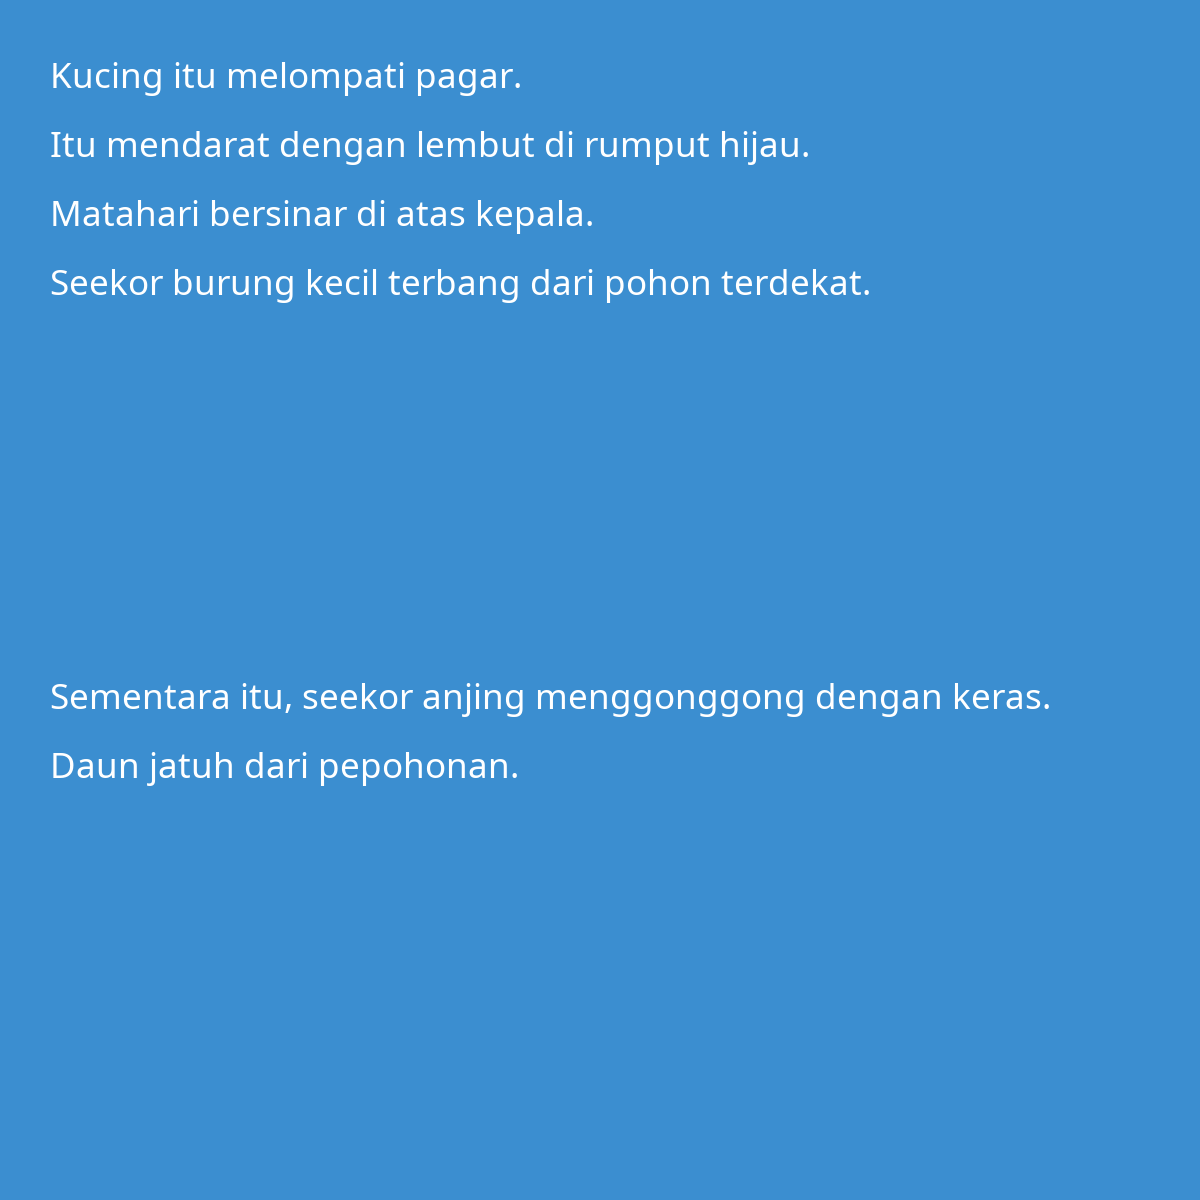 Kucing itu melompati pagar.
Itu mendarat dengan lembut di rumput hijau.
Matahari bersinar di atas kepala.
Seekor burung kecil terbang dari pohon terdekat.
Sementara itu, seekor anjing menggonggong dengan keras.
Daun jatuh dari pepohonan.